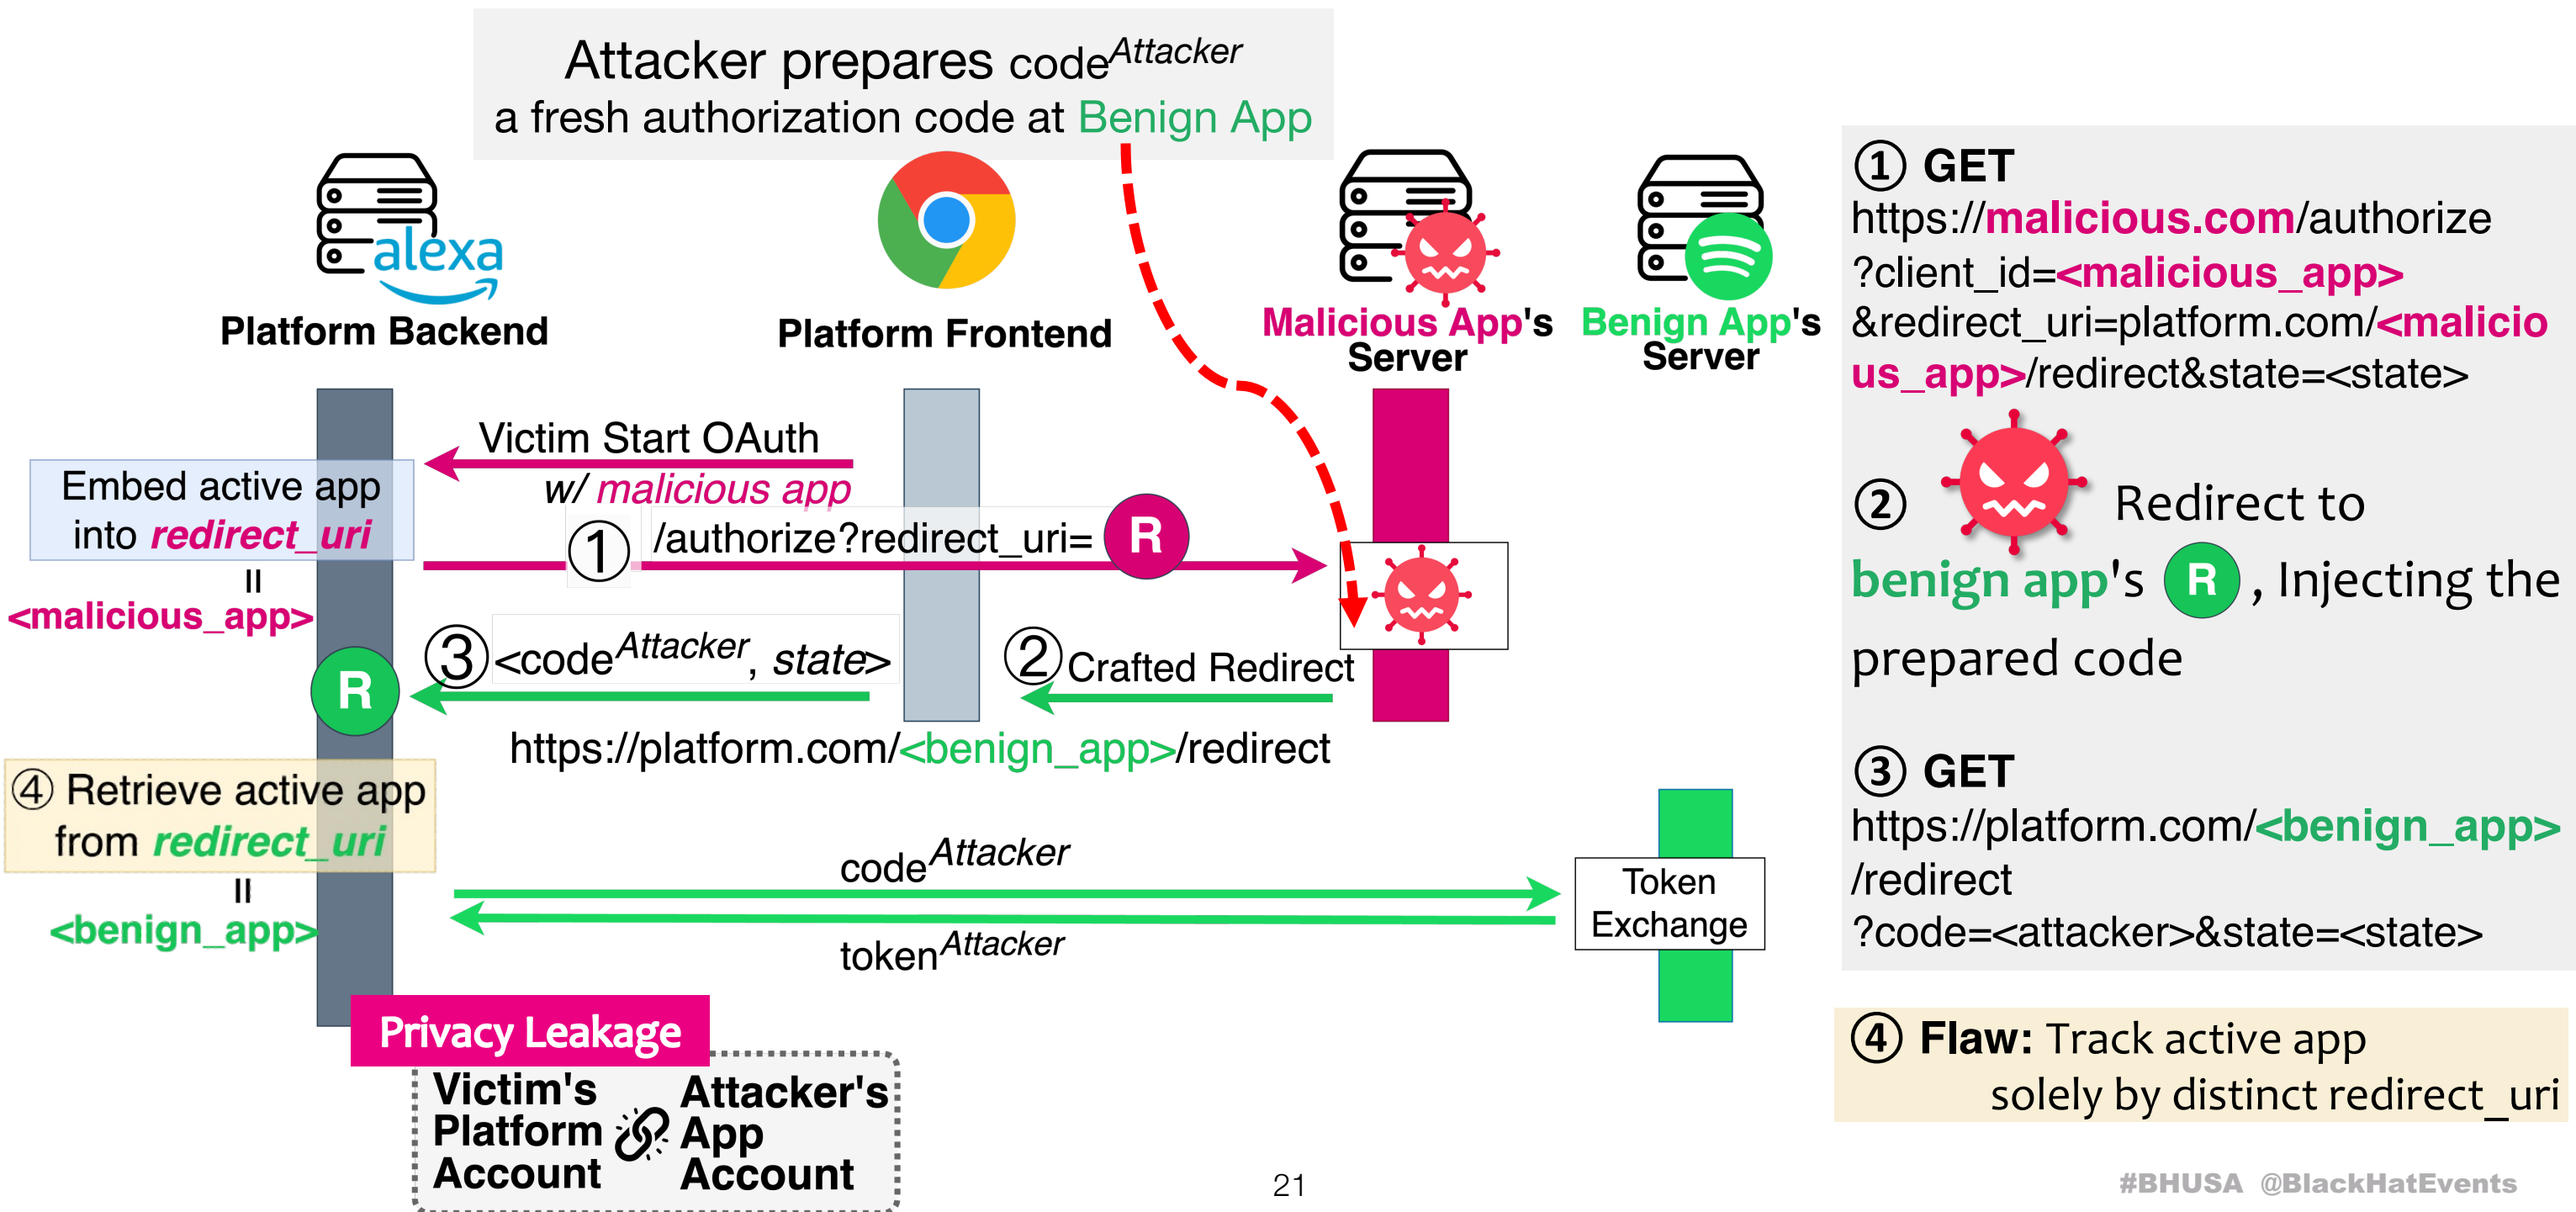 Attacker prepares code^Attacker
a fresh authorization code at Benign App
alexa
Platform Backend
Platform Frontend
Malicious App's
Server
Benign App's
Server
Victim Start OAuth
w/ malicious app
Embed active app
into redirect_uri
=
<malicious_app>
① /authorize?redirect_uri= R
② Crafted Redirect
③ <code^Attacker, state>
R
https://platform.com/<benign_app>/redirect
④ Retrieve active app
from redirect_uri
=
<benign_app>
code^Attacker
token^Attacker
Token
Exchange
Privacy Leakage
Victim's
Platform
Account
Attacker's
App
Account
① GET
https://malicious.com/authorize
?client_id=<malicious_app>
&redirect_uri=platform.com/<malicio
us_app>/redirect&state=<state>
② Redirect to
benign app's R , Injecting the
prepared code
③ GET
https://platform.com/<benign_app>
/redirect
?code=<attacker>&state=<state>
④ Flaw: Track active app
solely by distinct redirect_uri
21
#BHUSA @BlackHatEvents